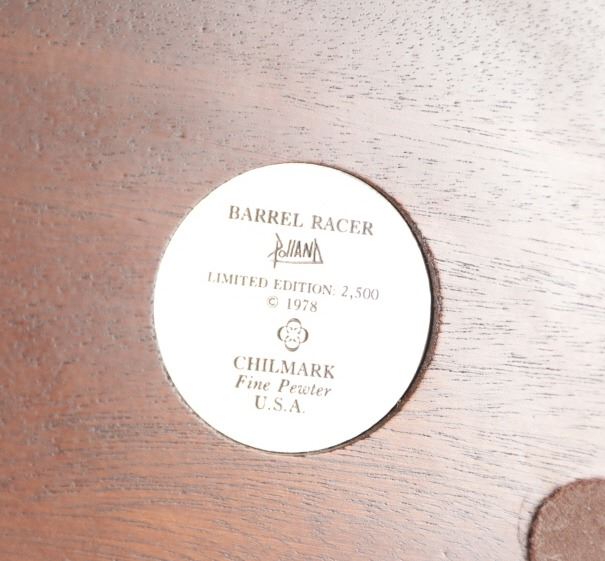 BARREL RACER
Polland
LIMITED EDITION: 2,500
© 1978
CHILMARK
Fine Pewter
U.S.A.